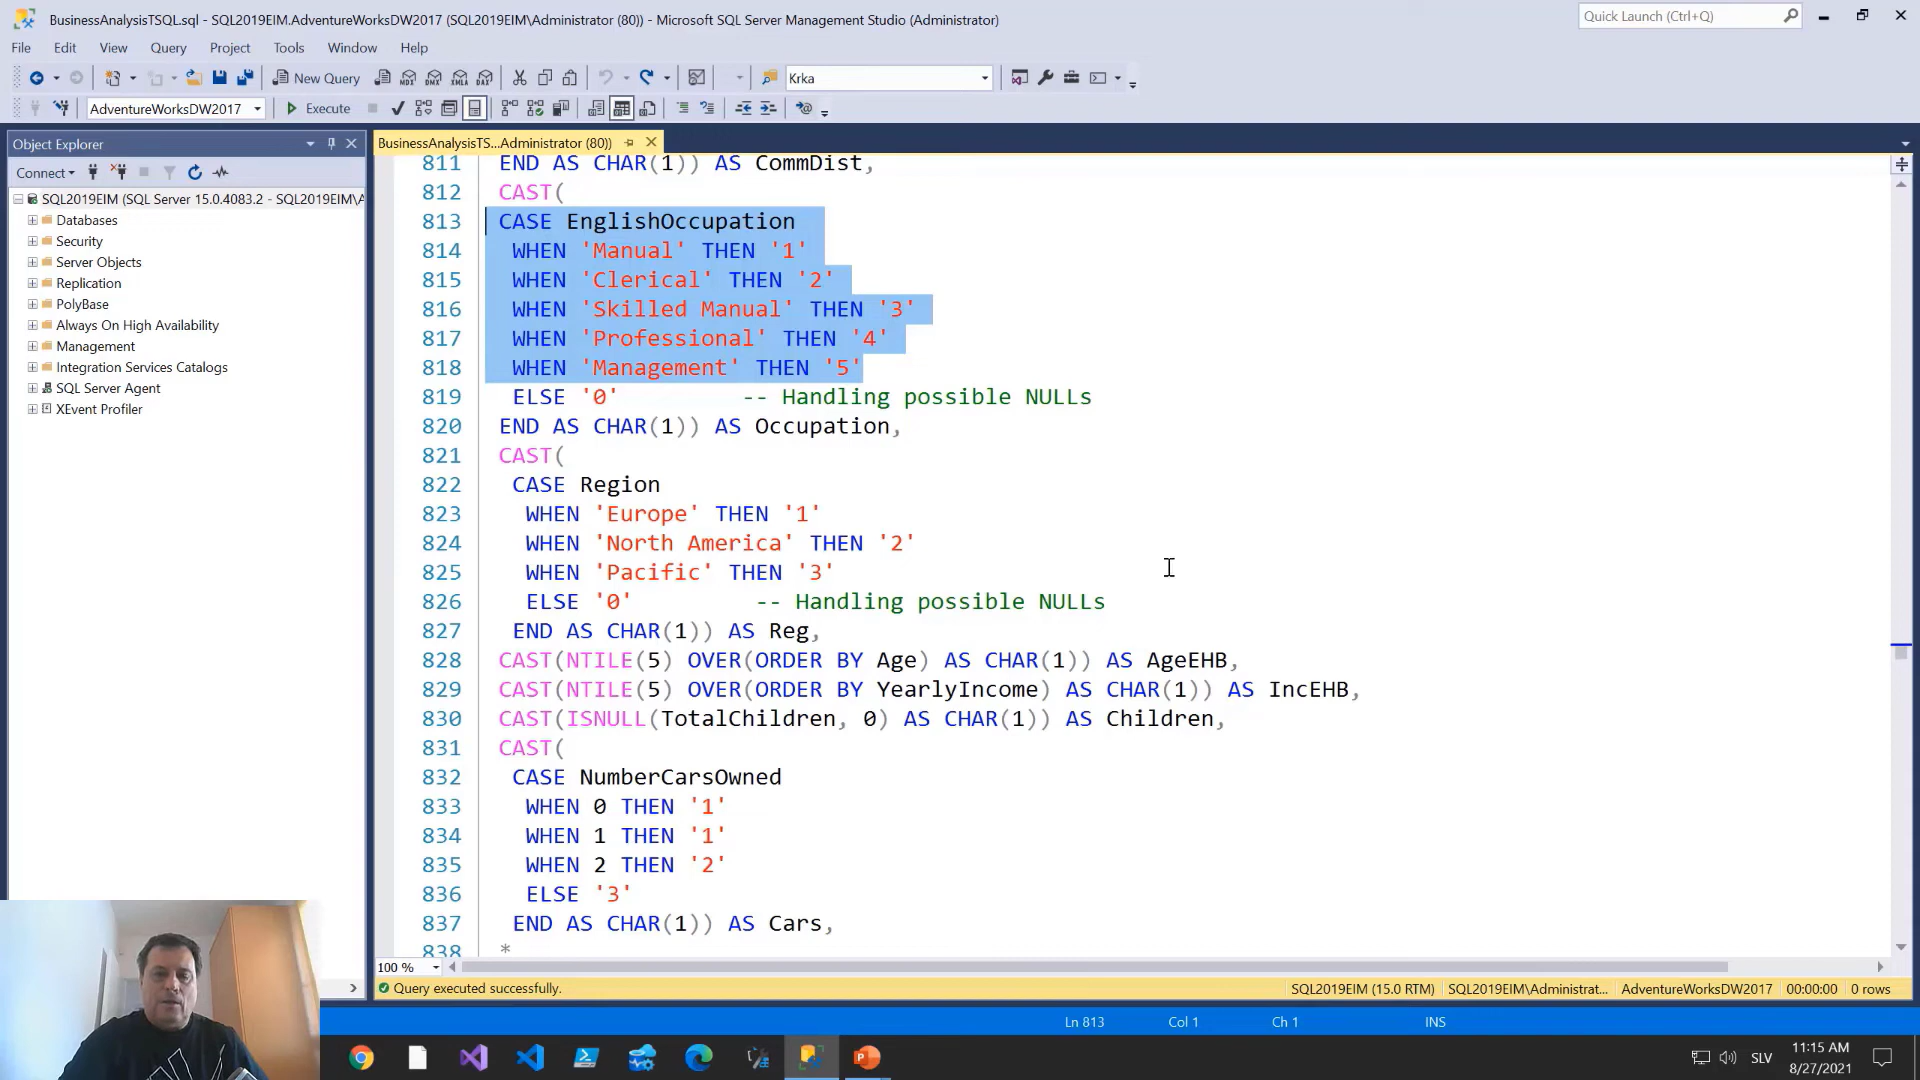 BusinessAnalysisTSQL.sql - SQL2019EIM.AdventureWorksDW2017 (SQL2019EIM\Administrator (80)) - Microsoft SQL Server Management Studio (Administrator)
Quick Launch (Ctrl+Q)
File Edit View Query Project Tools Window Help
New Query
Krka
AdventureWorksDW2017
Execute
Object Explorer
Connect
SQL2019EIM (SQL Server 15.0.4083.2 - SQL2019EIM\A
Databases
Security
Server Objects
Replication
PolyBase
Always On High Availability
Management
Integration Services Catalogs
SQL Server Agent
XEvent Profiler
BusinessAnalysisTS...Administrator (80))
811 END AS CHAR(1)) AS CommDist,
812 CAST(
813 CASE EnglishOccupation
814 WHEN 'Manual' THEN '1'
815 WHEN 'Clerical' THEN '2'
816 WHEN 'Skilled Manual' THEN '3'
817 WHEN 'Professional' THEN '4'
818 WHEN 'Management' THEN '5'
819 ELSE '0' -- Handling possible NULLs
820 END AS CHAR(1)) AS Occupation,
821 CAST(
822 CASE Region
823 WHEN 'Europe' THEN '1'
824 WHEN 'North America' THEN '2'
825 WHEN 'Pacific' THEN '3'
826 ELSE '0' -- Handling possible NULLs
827 END AS CHAR(1)) AS Reg,
828 CAST(NTILE(5) OVER(ORDER BY Age) AS CHAR(1)) AS AgeEHB,
829 CAST(NTILE(5) OVER(ORDER BY YearlyIncome) AS CHAR(1)) AS IncEHB,
830 CAST(ISNULL(TotalChildren, 0) AS CHAR(1)) AS Children,
831 CAST(
832 CASE NumberCarsOwned
833 WHEN 0 THEN '1'
834 WHEN 1 THEN '1'
835 WHEN 2 THEN '2'
836 ELSE '3'
837 END AS CHAR(1)) AS Cars,
838 *
100 %
Query executed successfully.
SQL2019EIM (15.0 RTM) SQL2019EIM\Administrat... AdventureWorksDW2017 00:00:00 0 rows
Ln 813 Col 1 Ch 1 INS
SLV
11:15 AM
8/27/2021